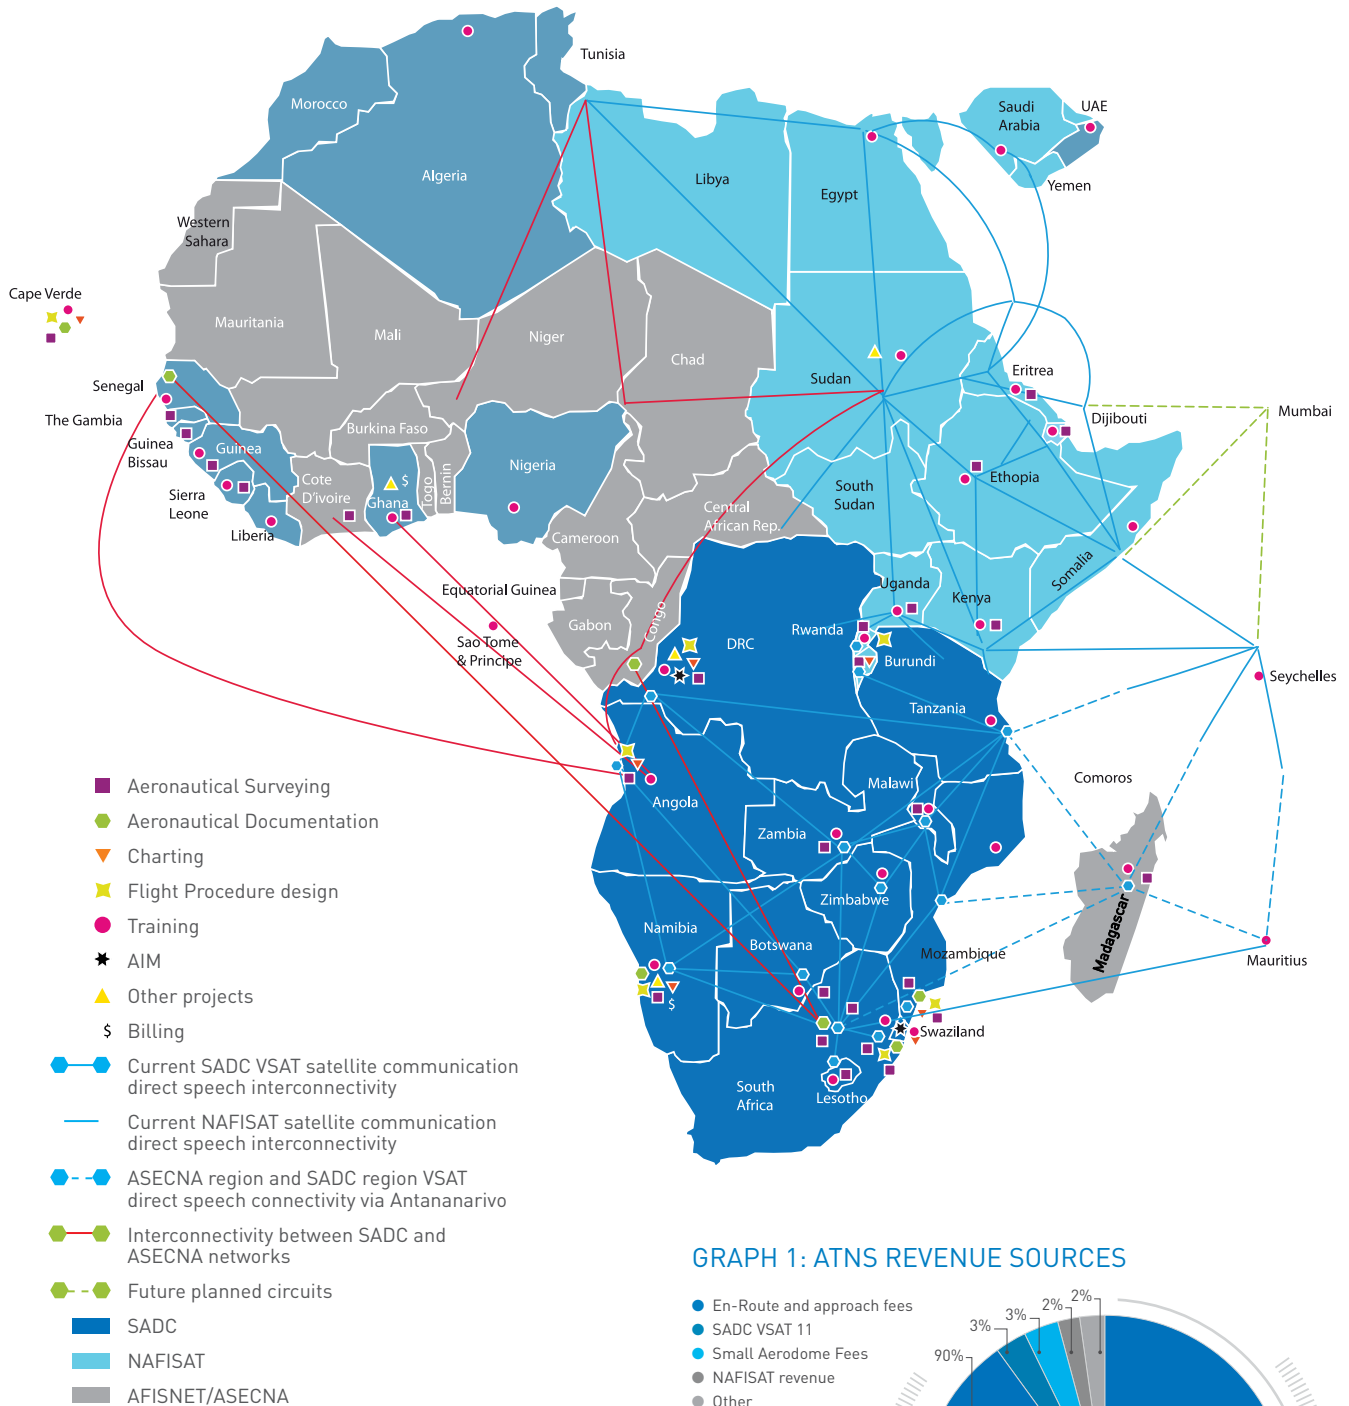 Tunisia
Morocco
Algeria
Libya
Egypt
Saudi
Arabia
UAE
Yemen
Western
Sahara
Cape Verde
Mauritania
Mali
Niger
Chad
Sudan
Eritrea
Dijibouti
Mumbai
Senegal
The Gambia
Guinea
Bissau
Guinea
Sierra
Leone
Liberia
Burkina Faso
Cote
D'ivoire
Ghana
$
Togo
Bernin
Nigeria
Cameroon
Central
African Rep.
South
Sudan
Ethopia
Somalia
Uganda
Kenya
Equatorial Guinea
Gabon
Congo
Sao Tome
& Principe
DRC
Rwanda
Burundi
Tanzania
Seychelles
Comoros
Angola
Malawi
Zambia
Zimbabwe
Namibia
Botswana
Mozambique
Madagascar
Mauritius
$
Swaziland
South
Africa
Lesotho
Aeronautical Surveying
Aeronautical Documentation
Charting
Flight Procedure design
Training
AIM
Other projects
$ Billing
Current SADC VSAT satellite communication
direct speech interconnectivity
Current NAFISAT satellite communication
direct speech interconnectivity
ASECNA region and SADC region VSAT
direct speech connectivity via Antananarivo
Interconnectivity between SADC and
ASECNA networks
Future planned circuits
SADC
NAFISAT
AFISNET/ASECNA
GRAPH 1: ATNS REVENUE SOURCES
En-Route and approach fees
SADC VSAT 11
Small Aerodome Fees
NAFISAT revenue
Other
90%
3%
3%
2%
2%